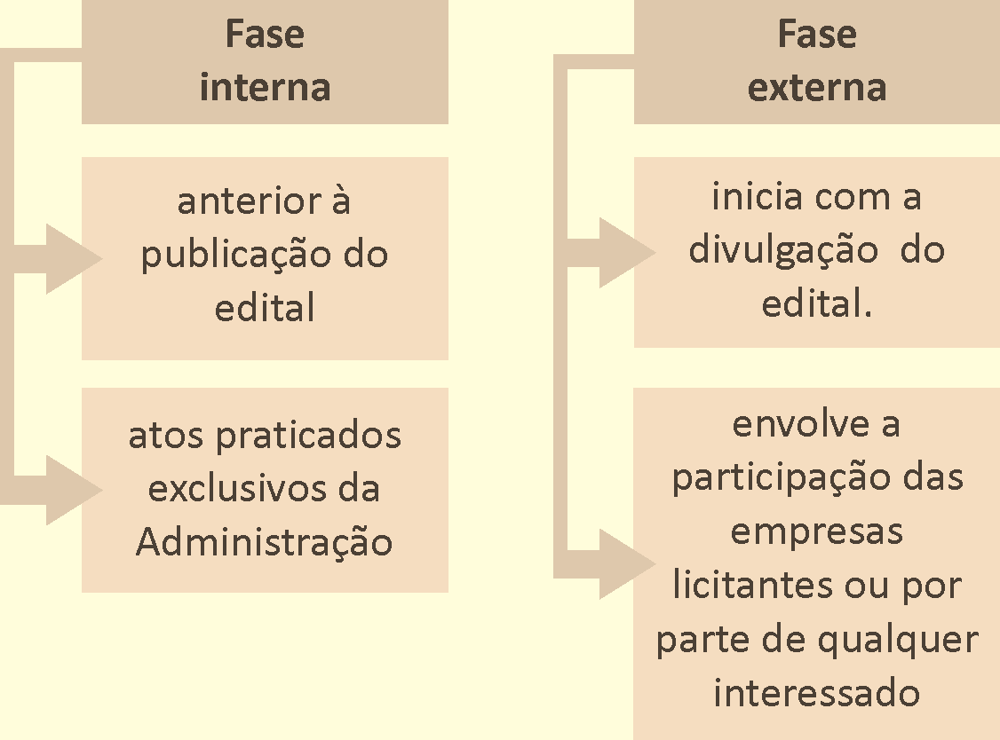 Fase
interna
anterior à
publicação do
edital
atos praticados
exclusivos da
Administração
Fase
externa
inicia com a
divulgação  do
edital.
envolve a
participação das
empresas
licitantes ou por
parte de qualquer
interessado